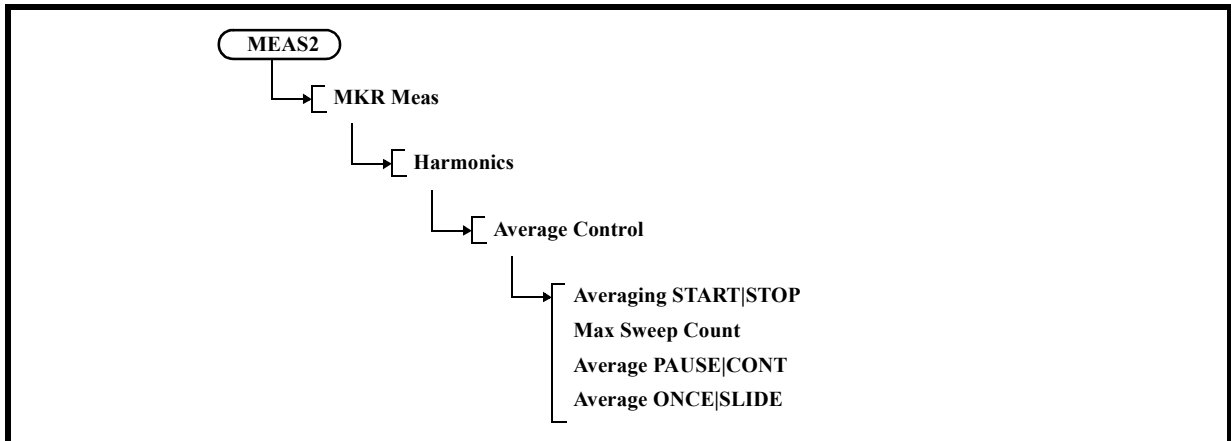 MEAS2
MKR Meas
Harmonics
Average Control
Averaging START|STOP
Max Sweep Count
Average PAUSE|CONT
Average ONCE|SLIDE